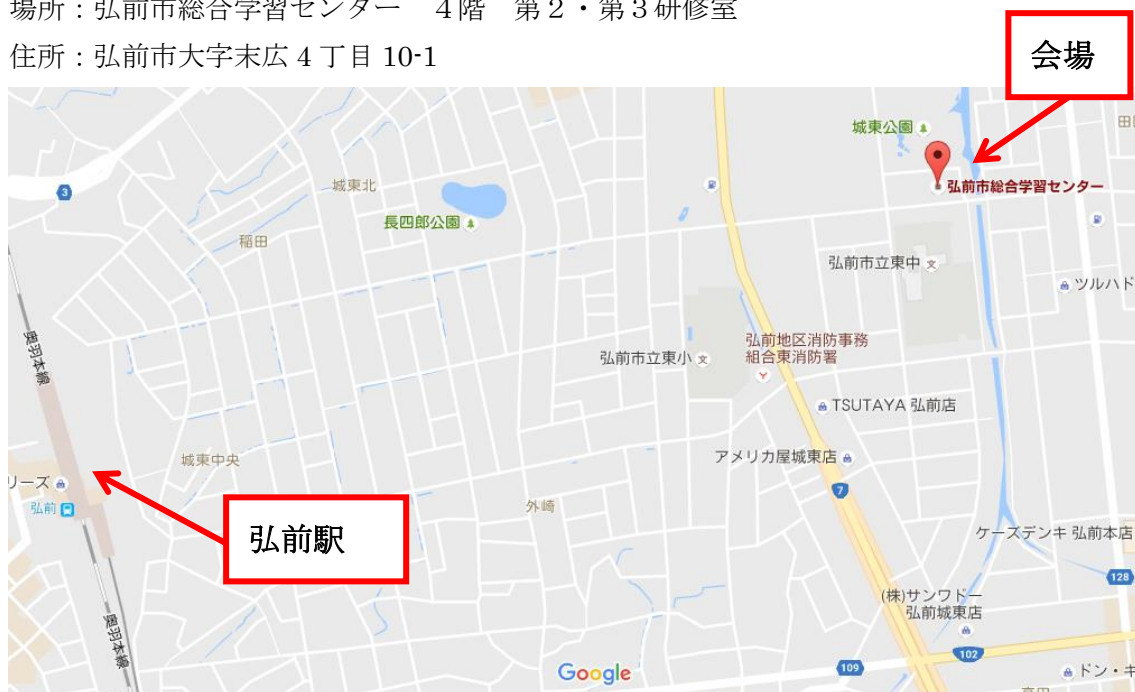 場所：弘前市総合学習センター　４階　第２・第３研修室
住所：弘前市大字末広４丁目 10-1
会場
城東公園
弘前市総合学習センター
3
城東北
長四郎公園
稲田
弘前市立東中
ツルハド
奥羽本線
弘前地区消防事務
組合東消防署
弘前市立東小
TSUTAYA 弘前店
城東中央
アメリカ屋城東店
リーズ
7
弘前
外崎
弘前駅
ケーズデンキ 弘前本店
128
(株)サンワドー
弘前城東店
奥羽本線
102
109
Google
ドン・キ
高田